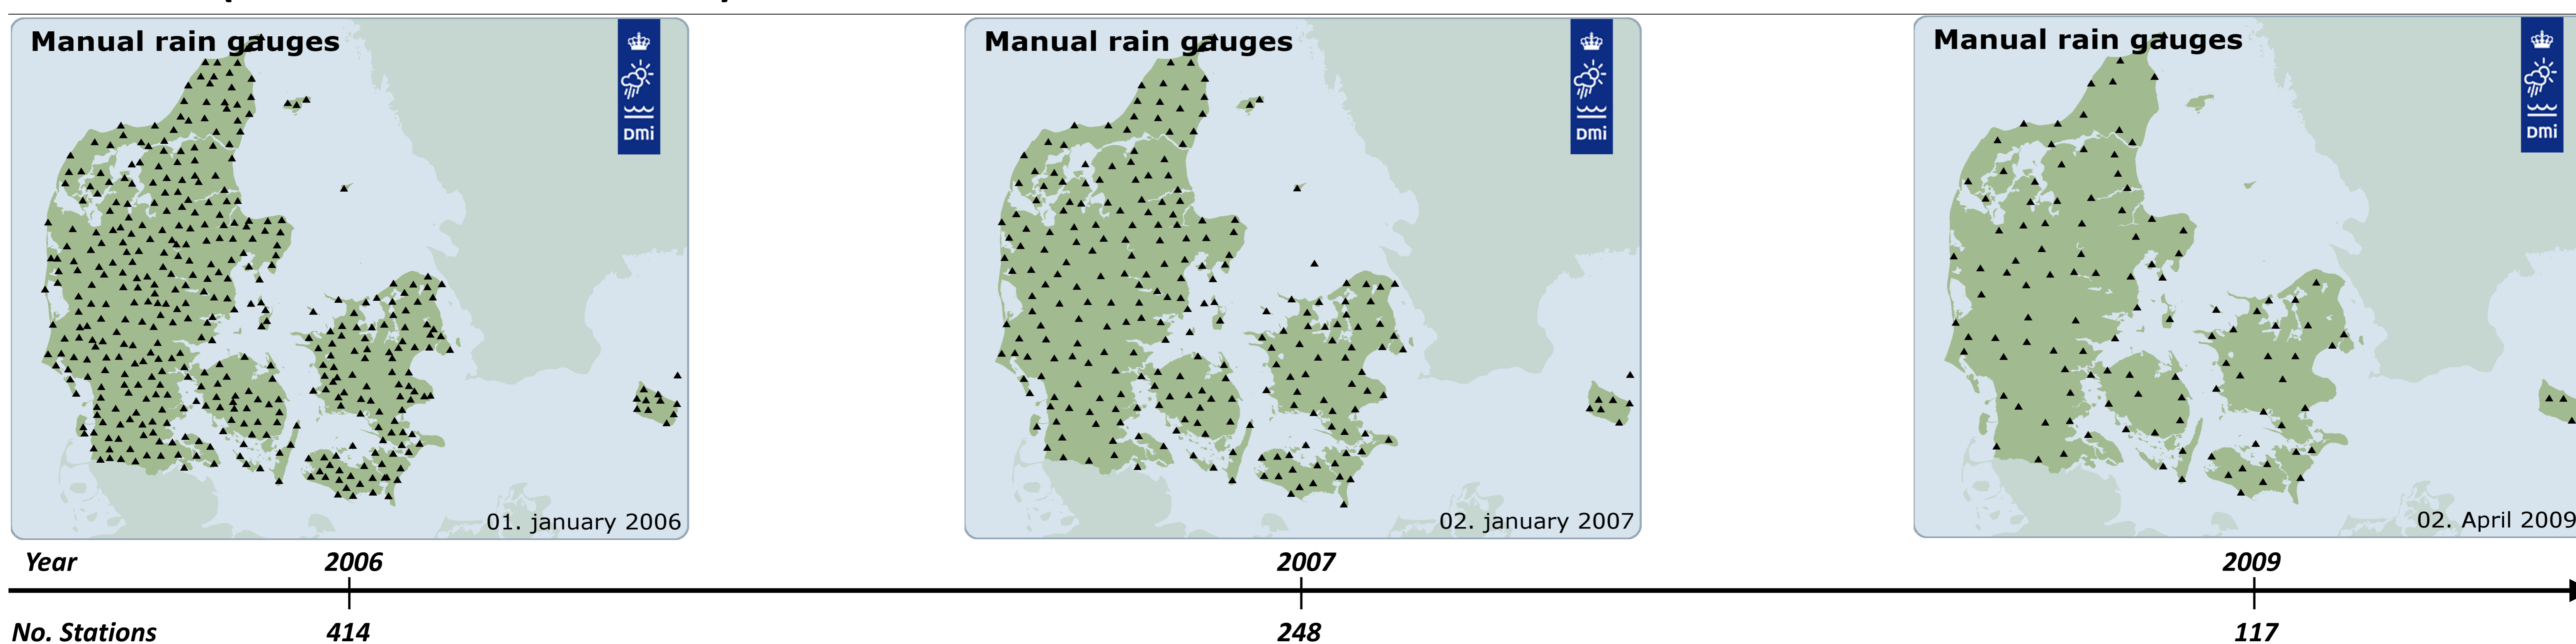 Manual rain gauges
DMi
01. january 2006
Manual rain gauges
DMi
02. january 2007
Manual rain gauges
DMi
02. April 2009
Year 2006 2007 2009
No. Stations 414 248 117